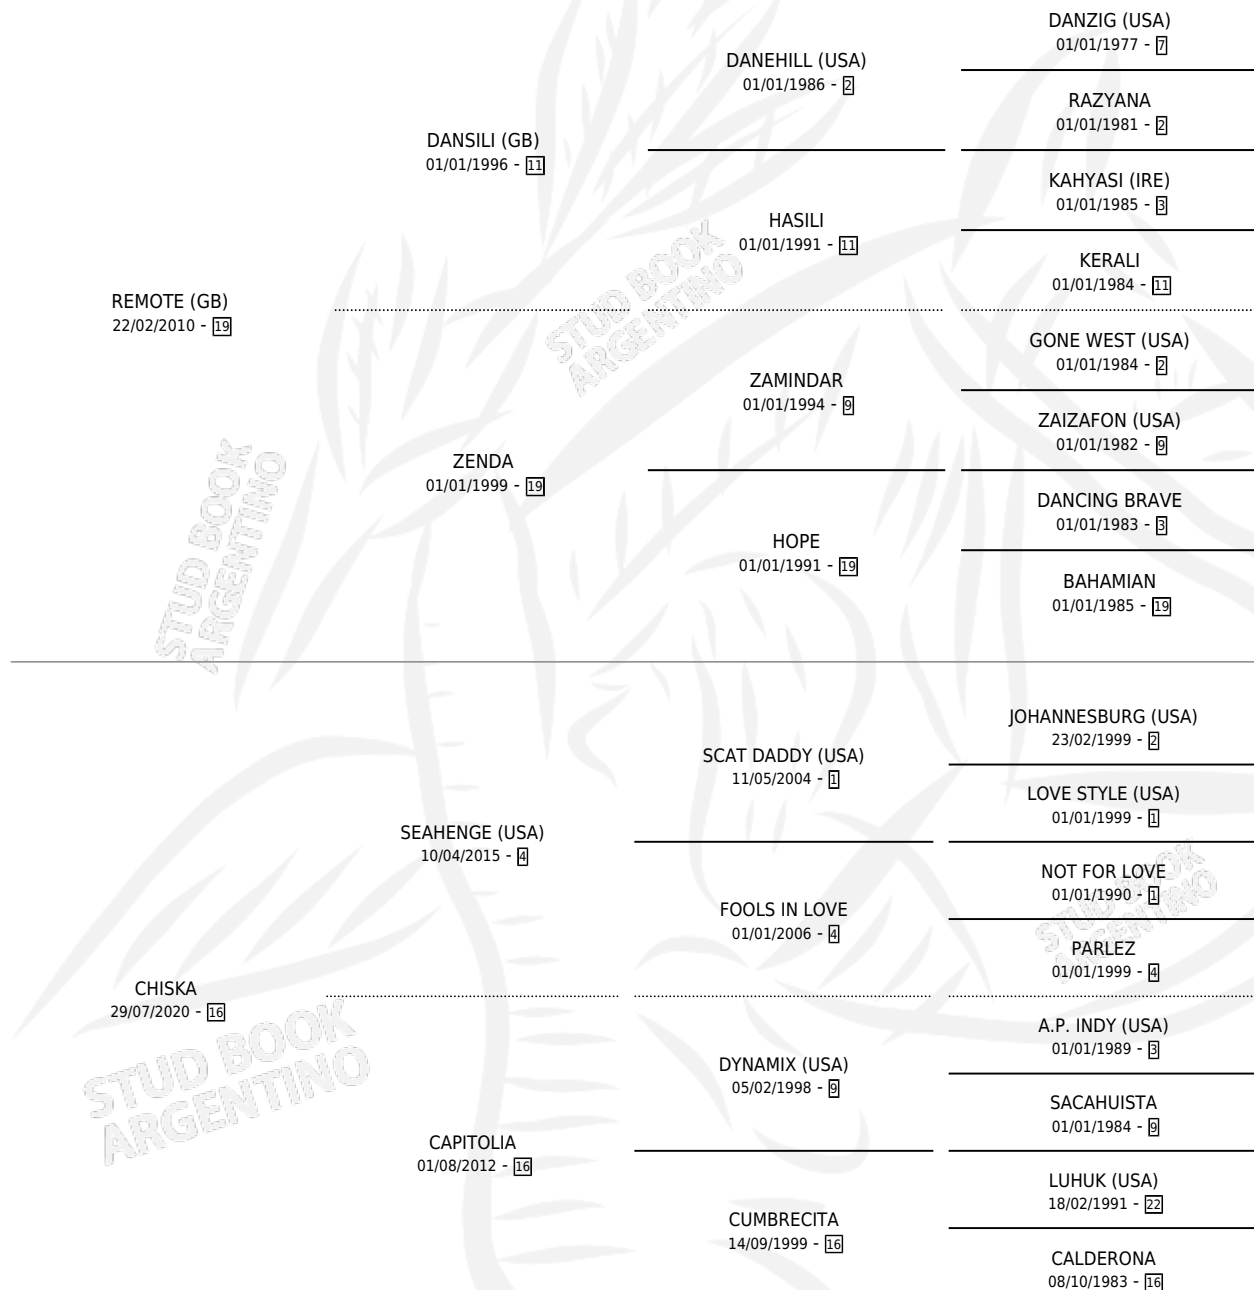 DANZIG (USA)
01/01/1977 - 7
DANEHILL (USA)
01/01/1986 - 2
RAZYANA
01/01/1981 - 2
DANSILI (GB)
01/01/1996 - 11
KAHYASI (IRE)
01/01/1985 - 3
HASILI
01/01/1991 - 11
KERALI
01/01/1984 - 11
REMOTE (GB)
22/02/2010 - 19
GONE WEST (USA)
01/01/1984 - 2
ZAMINDAR
01/01/1994 - 9
ZAIZAFON (USA)
01/01/1982 - 9
ZENDA
01/01/1999 - 19
DANCING BRAVE
01/01/1983 - 3
HOPE
01/01/1991 - 19
BAHAMIAN
01/01/1985 - 19
JOHANNESBURG (USA)
23/02/1999 - 2
SCAT DADDY (USA)
11/05/2004 - 1
LOVE STYLE (USA)
01/01/1999 - 1
SEAHENGE (USA)
10/04/2015 - 4
NOT FOR LOVE
01/01/1990 - 1
FOOLS IN LOVE
01/01/2006 - 4
PARLEZ
01/01/1999 - 4
CHISKA
29/07/2020 - 16
A.P. INDY (USA)
01/01/1989 - 3
DYNAMIX (USA)
05/02/1998 - 9
SACAHUISTA
01/01/1984 - 9
CAPITOLIA
01/08/2012 - 16
LUHUK (USA)
18/02/1991 - 22
CUMBRECITA
14/09/1999 - 16
CALDERONA
08/10/1983 - 16
STUD BOOK
ARGENTINO
STUD BOOK
ARGENTINO
STUD BOOK
ARGENTINO
STUD BOOK
ARGENTINO